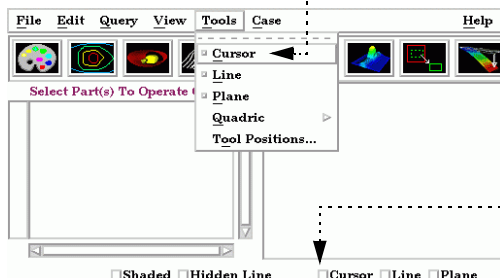 File Edit Query View Tools Case Help
Cursor
Line
Plane
Quadric
Tool Positions...
Select Part(s) To Operate
Shaded Hidden Line Cursor Line Plane